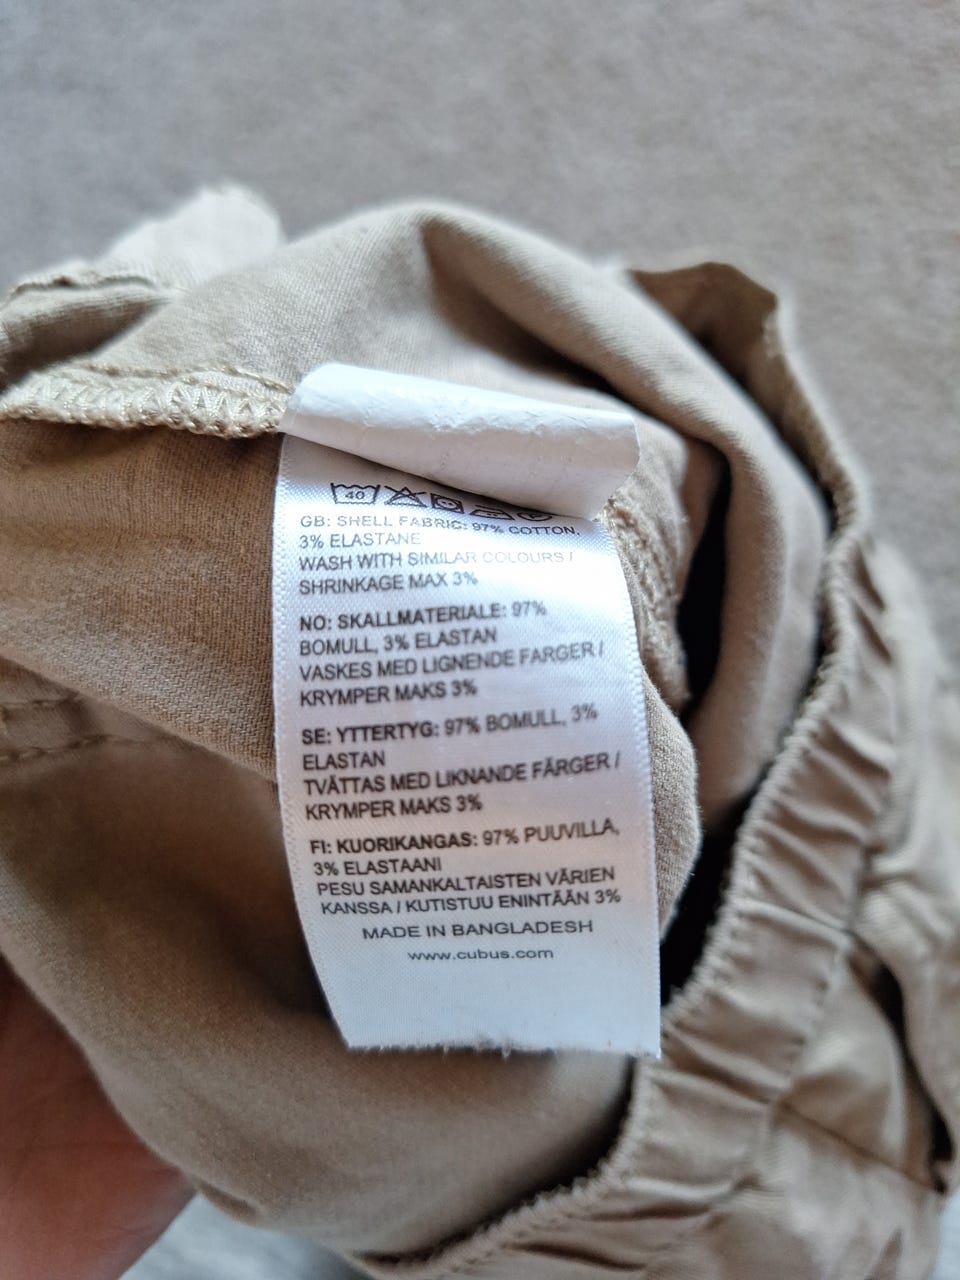 40
GB: SHELL FABRIC: 97% COTTON,
3% ELASTANE
WASH WITH SIMILAR COLOURS /
SHRINKAGE MAX 3%
NO: SKALLMATERIALE: 97%
BOMULL, 3% ELASTAN
VASKES MED LIGNENDE FARGER /
KRYMPER MAKS 3%
SE: YTTERTYG: 97% BOMULL, 3%
ELASTAN
TVÄTTAS MED LIKNANDE FÄRGER /
KRYMPER MAKS 3%
FI: KUORIKANGAS: 97% PUUVILLA,
3% ELASTAANI
PESU SAMANKALTAISTEN VÄRIEN
KANSSA / KUTISTUU ENINTÄÄN 3%
MADE IN BANGLADESH
www.cubus.com